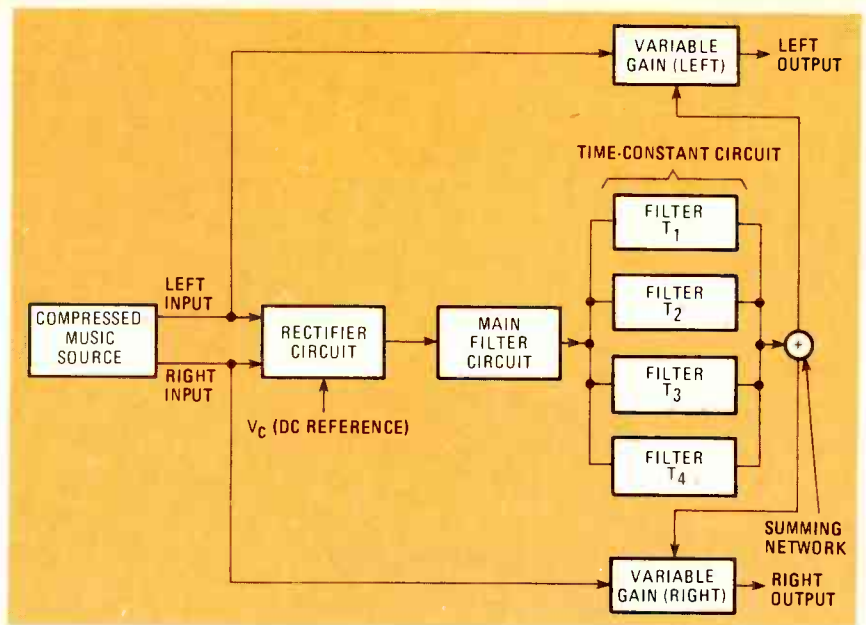 VARIABLE
GAIN (LEFT)
LEFT
OUTPUT
TIME-CONSTANT CIRCUIT
FILTER
T1
LEFT
INPUT
COMPRESSED
MUSIC
SOURCE
RIGHT
INPUT
RECTIFIER
CIRCUIT
VC (DC REFERENCE)
MAIN
FILTER
CIRCUIT
FILTER
T2
FILTER
T3
FILTER
T4
+
SUMMING
NETWORK
VARIABLE
GAIN (RIGHT)
RIGHT
OUTPUT